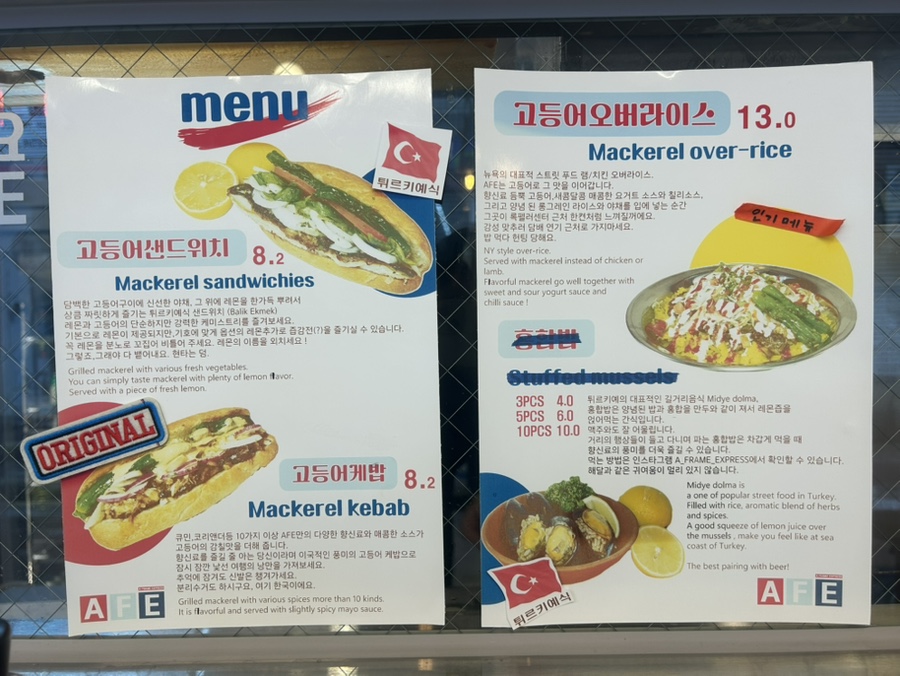 menu
튀르키예식
고등어샌드위치 8.2
Mackerel sandwichies
담백한 고등어구이에 신선한 야채, 그 위에 레몬을 한가득 뿌려서
상큼 짜릿하게 즐기는 튀르키예식 샌드위치 (Balik Ekmek)
레몬과 고등어의 단순하지만 강력한 케미스트리를 즐겨보세요.
기본으로 레몬이 제공되지만,기호에 맞게 옵션의 레몬추가로 즙강천(?)을 즐기실 수 있습니다.
꼭 레몬을 분노로 꼬집어 비틀어 주세요. 레몬의 이름을 외치세요 !
그렇죠,그래야 다 뱉어내요. 현타는 덤.
Grilled mackerel with various fresh vegetables.
You can simply taste mackerel with plenty of lemon flavor.
Served with a piece of fresh lemon.
ORIGINAL
고등어케밥 8.2
Mackerel kebab
큐민,코리앤더등 10가지 이상 AFE만의 다양한 향신료와 매콤한 소스가
고등어의 감칠맛을 더해 줍니다.
향신료를 즐길 줄 아는 당신이라며 이국적인 풍미의 고등어 케밥으로
잠시 잠깐 낯선 여행의 낭만을 가져보세요.
추억에 잠겨도 신발은 챙겨가세요.
분리수거도 하시구요, 여기 한국이에요.
Grilled mackerel with various spices more than 10 kinds.
It is flavorful and served with slightly spicy mayo sauce.
AFE
고등어오버라이스 13.0
Mackerel over-rice
뉴욕의 대표적 스트릿 푸드 램/치킨 오버라이스.
AFE는 고등어로 그 맛을 이어갑니다.
향신료 듬뿍 고등어,새콤달콤 매콤한 요거트 소스와 칠리소스,
그리고 양념 된 롱그레인 라이스와 야채를 입에 넣는 순간
그곳이 록펠러센터 근처 한켠처럼 느껴질꺼에요.
감성 맞추러 담배 연기 근처로 가지마세요.
밥 먹다 헌팅 당해요.
인기 메뉴
NY style over-rice.
Served with mackerel instead of chicken or
lamb.
Flavorful mackerel go well together with
sweet and sour yogurt sauce and
chili sauce !
홍합밥
Stuffed mussels
3PCS 4.0
5PCS 6.0
10PCS 10.0
튀르키예의 대표적인 길거리음식 Midye dolma,
홍합밥은 양념된 밥과 홍합을 만두와 같이 져서 레몬즙을
얹어먹는 간식입니다.
맥주와도 잘 어울립니다.
거리의 행상들이 들고 다니며 파는 홍합밥은 차갑게 먹을 때
향신료의 풍미를 더욱 즐길 수 있습니다.
먹는 방법은 인스타그램 A_FRAME_EXPRESS에서 확인할 수 있습니다.
해달과 같은 귀여움이 멀리 있지 않습니다.
Midye dolma is
a one of popular street food in Turkey.
Filled with rice, aromatic blend of herbs
and spices.
A good squeeze of lemon juice over
the mussels , make you feel like at sea
coast of Turkey.
The best pairing with beer!
튀르키예식
AFE